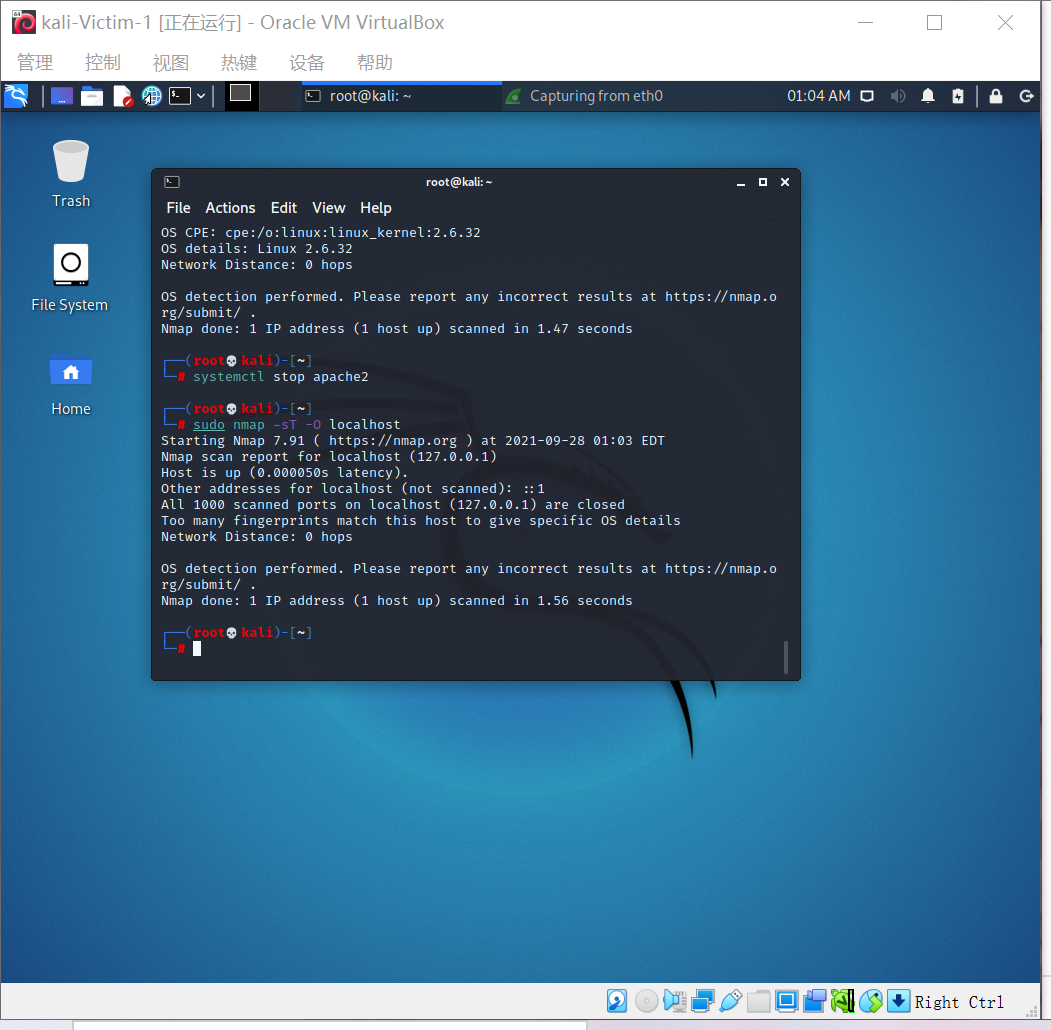 kali-Victim-1 [正在运行] - Oracle VM VirtualBox
管理 控制 视图 热键 设备 帮助
root@kali: ~ Capturing from eth0 01:04 AM
Trash
File System
Home
root@kali: ~
File Actions Edit View Help
OS CPE: cpe:/o:linux:linux_kernel:2.6.32
OS details: Linux 2.6.32
Network Distance: 0 hops
OS detection performed. Please report any incorrect results at https://nmap.o
rg/submit/ .
Nmap done: 1 IP address (1 host up) scanned in 1.47 seconds
┌──(root💀kali)-[~]
└─# systemctl stop apache2
┌──(root💀kali)-[~]
└─# sudo nmap -sT -O localhost
Starting Nmap 7.91 ( https://nmap.org ) at 2021-09-28 01:03 EDT
Nmap scan report for localhost (127.0.0.1)
Host is up (0.000050s latency).
Other addresses for localhost (not scanned): ::1
All 1000 scanned ports on localhost (127.0.0.1) are closed
Too many fingerprints match this host to give specific OS details
Network Distance: 0 hops
OS detection performed. Please report any incorrect results at https://nmap.o
rg/submit/ .
Nmap done: 1 IP address (1 host up) scanned in 1.56 seconds
┌──(root💀kali)-[~]
└─#
Right Ctrl